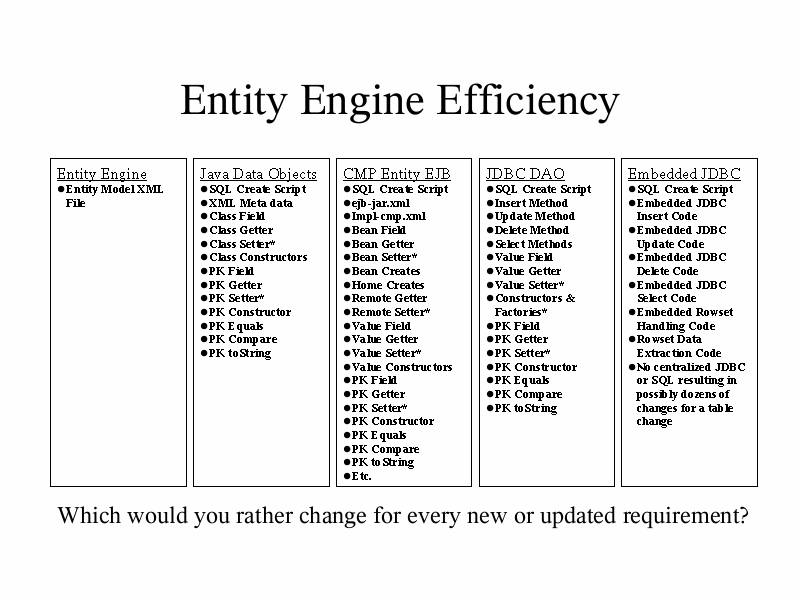 Entity Engine Efficiency
Entity Engine
●Entity Model XML
File
Java Data Objects
●SQL Create Script
●XML Meta data
●Class Field
●Class Getter
●Class Setter*
●Class Constructors
●PK Field
●PK Getter
●PK Setter*
●PK Constructor
●PK Equals
●PK Compare
●PK toString
CMP Entity EJB
●SQL Create Script
●ejb-jar.xml
●Impl-cmp.xml
●Bean Field
●Bean Getter
●Bean Setter*
●Bean Creates
●Home Creates
●Remote Getter
●Remote Setter*
●Value Field
●Value Getter
●Value Setter*
●Value Constructors
●PK Field
●PK Getter
●PK Setter*
●PK Constructor
●PK Equals
●PK Compare
●PK toString
●Etc.
JDBC DAO
●SQL Create Script
●Insert Method
●Update Method
●Delete Method
●Select Methods
●Value Field
●Value Getter
●Value Setter*
●Constructors &
Factories*
●PK Field
●PK Getter
●PK Setter*
●PK Constructor
●PK Equals
●PK Compare
●PK toString
Embedded JDBC
●SQL Create Script
●Embedded JDBC
Insert Code
●Embedded JDBC
Update Code
●Embedded JDBC
Delete Code
●Embedded JDBC
Select Code
●Embedded Rowset
Handling Code
●Rowset Data
Extraction Code
●No centralized JDBC
or SQL resulting in
possibly dozens of
changes for a table
change
Which would you rather change for every new or updated requirement?